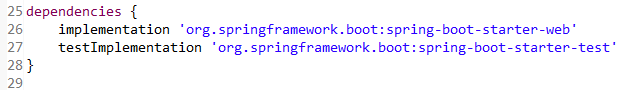 25 dependencies {
26     implementation 'org.springframework.boot:spring-boot-starter-web'
27     testImplementation 'org.springframework.boot:spring-boot-starter-test'
28 }
29